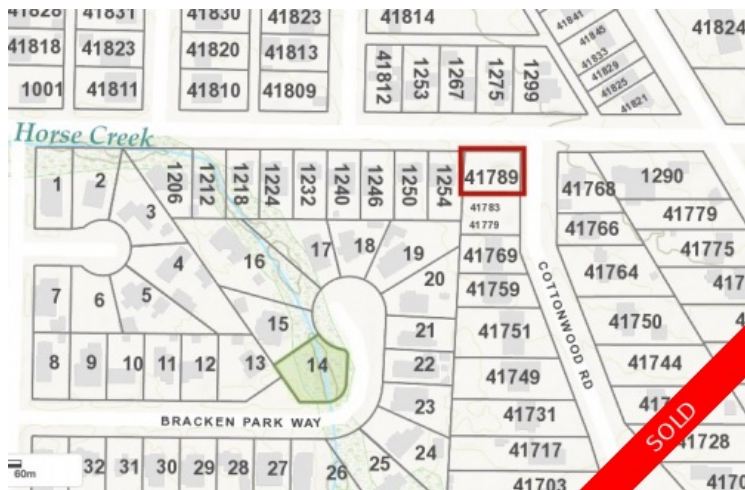 41828 41831 41830 41823 41814 41841 41824
41845
41818 41823 41820 41813 41833
41829
1001 41811 41810 41809 41812 1253 1267 1275 1299 41825
41821
Horse Creek
1 2 1206 1212 1218 1224 1232 1240 1246 1250 1254 41789 41768 1290
3 41783 41779
41779 41766
4 16 17 18 19 41769 41764 41775
7 6 5 20 41759 COTTONWOOD RD
15 21 41751 41750
8 9 10 11 12 13 14 22 41749 41744
23 41731
BRACKEN PARK WAY SOLD
24 41717 41728
60m 32 31 30 29 28 27 26 25 41703